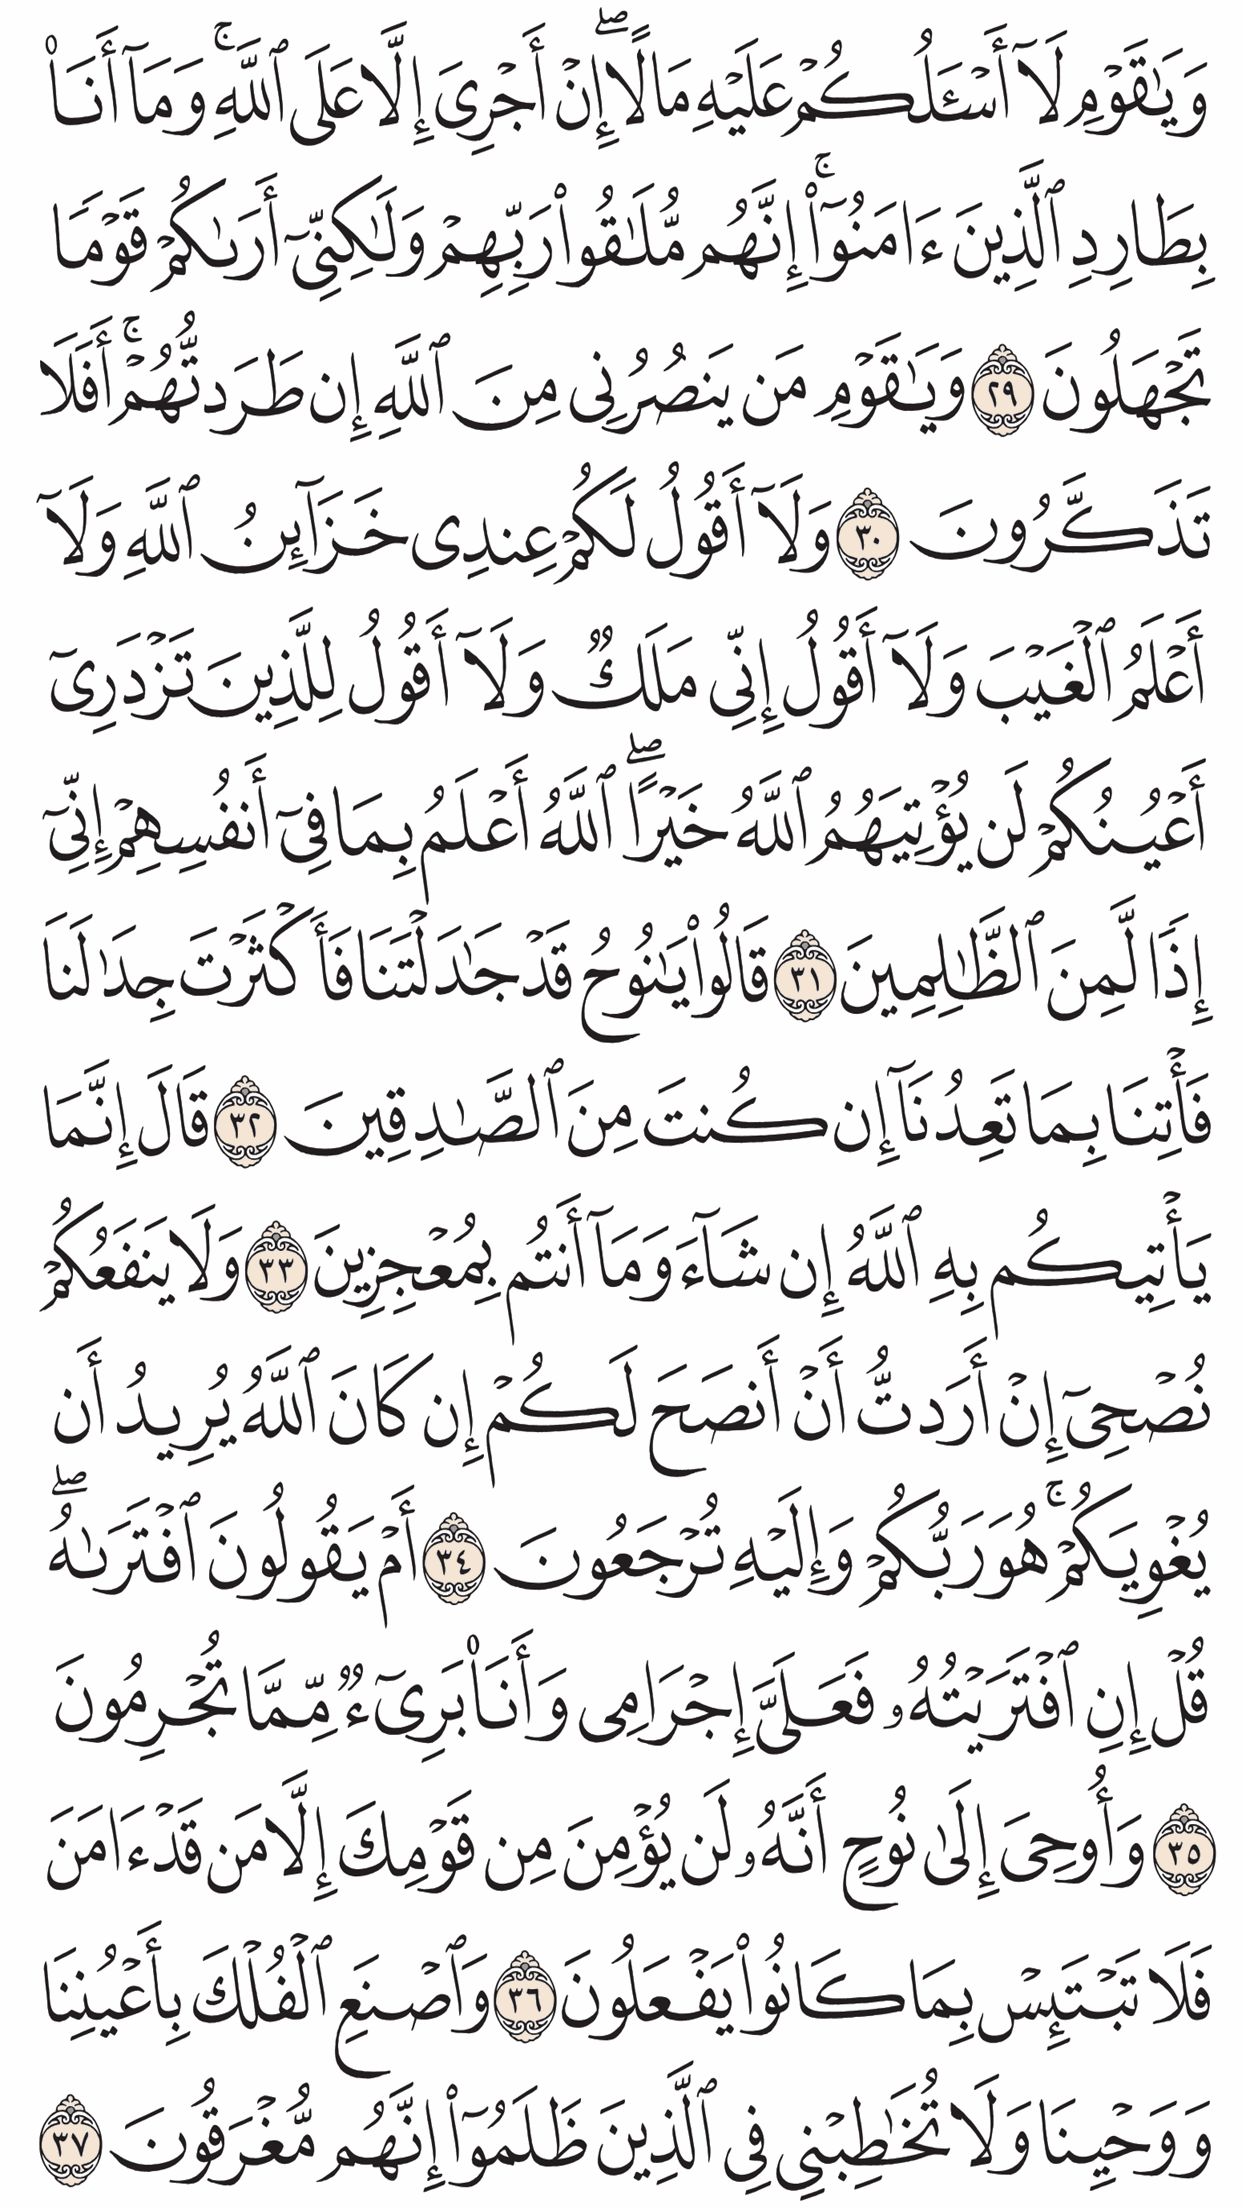 وَيَٰقَوۡمِ لَآ أَسۡـَٔلُكُمۡ عَلَيۡهِ مَالًاۖ إِنۡ أَجۡرِيَ إِلَّا عَلَى ٱللَّهِۚ وَمَآ أَنَا۠
بِطَارِدِ ٱلَّذِينَ ءَامَنُوٓاْۚ إِنَّهُم مُّلَٰقُواْ رَبِّهِمۡ وَلَٰكِنِّيٓ أَرَىٰكُمۡ قَوۡمٗا
تَجۡهَلُونَ ٢٩ وَيَٰقَوۡمِ مَن يَنصُرُنِي مِنَ ٱللَّهِ إِن طَرَدتُّهُمۡۚ أَفَلَا
تَذَكَّرُونَ ٣٠ وَلَآ أَقُولُ لَكُمۡ عِندِي خَزَآئِنُ ٱللَّهِ وَلَآ
أَعۡلَمُ ٱلۡغَيۡبَ وَلَآ أَقُولُ إِنِّي مَلَكٞ وَلَآ أَقُولُ لِلَّذِينَ تَزۡدَرِيٓ
أَعۡيُنُكُمۡ لَن يُؤۡتِيَهُمُ ٱللَّهُ خَيۡرًاۖ ٱللَّهُ أَعۡلَمُ بِمَا فِيٓ أَنفُسِهِمۡ إِنِّيٓ
إِذٗا لَّمِنَ ٱلظَّٰلِمِينَ ٣١ قَالُواْ يَٰنُوحُ قَدۡ جَٰدَلۡتَنَا فَأَكۡثَرۡتَ جِدَٰلَنَا
فَأۡتِنَا بِمَا تَعِدُنَآ إِن كُنتَ مِنَ ٱلصَّٰدِقِينَ ٣٢ قَالَ إِنَّمَا
يَأۡتِيكُم بِهِ ٱللَّهُ إِن شَآءَ وَمَآ أَنتُم بِمُعۡجِزِينَ ٣٣ وَلَا يَنفَعُكُمۡ
نُصۡحِيٓ إِنۡ أَرَدتُّ أَنۡ أَنصَحَ لَكُمۡ إِن كَانَ ٱللَّهُ يُرِيدُ أَن
يُغۡوِيَكُمۡۚ هُوَ رَبُّكُمۡ وَإِلَيۡهِ تُرۡجَعُونَ ٣٤ أَمۡ يَقُولُونَ ٱفۡتَرَىٰهُۖ
قُلۡ إِنِ ٱفۡتَرَيۡتُهُۥ فَعَلَيَّ إِجۡرَامِي وَأَنَا۠ بَرِيٓءٞ مِّمَّا تُجۡرِمُونَ
٣٥ وَأُوحِيَ إِلَىٰ نُوحٍ أَنَّهُۥ لَن يُؤۡمِنَ مِن قَوۡمِكَ إِلَّا مَن قَدۡ ءَامَنَ
فَلَا تَبۡتَئِسۡ بِمَا كَانُواْ يَفۡعَلُونَ ٣٦ وَٱصۡنَعِ ٱلۡفُلۡكَ بِأَعۡيُنِنَا
وَوَحۡيِنَا وَلَا تُخَٰطِبۡنِي فِي ٱلَّذِينَ ظَلَمُوٓاْ إِنَّهُم مُّغۡرَقُونَ ٣٧